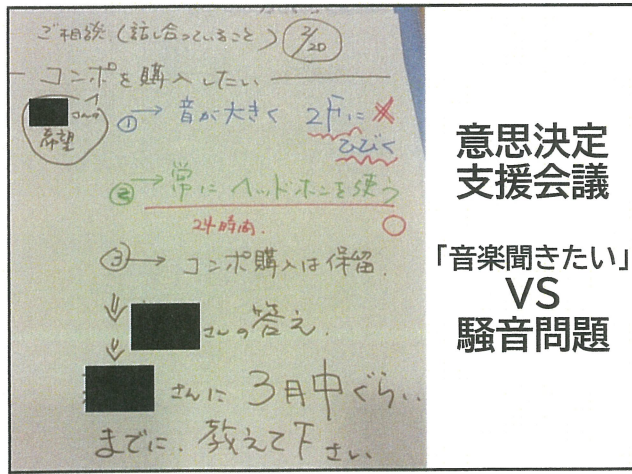 ご相談（話し合っていること） 2/20
コンポを購入したい
さんの
希望
① → 音が大きく 2Fに ×
ひびく
② → 常にヘッドホンを使う
24時間. ○
③ → コンポ購入は保留.
⇓
さんの答え.
⇓
さんに 3月中ぐらい
までに、教えて下さい
意思決定
支援会議
「音楽聞きたい」
VS
騒音問題